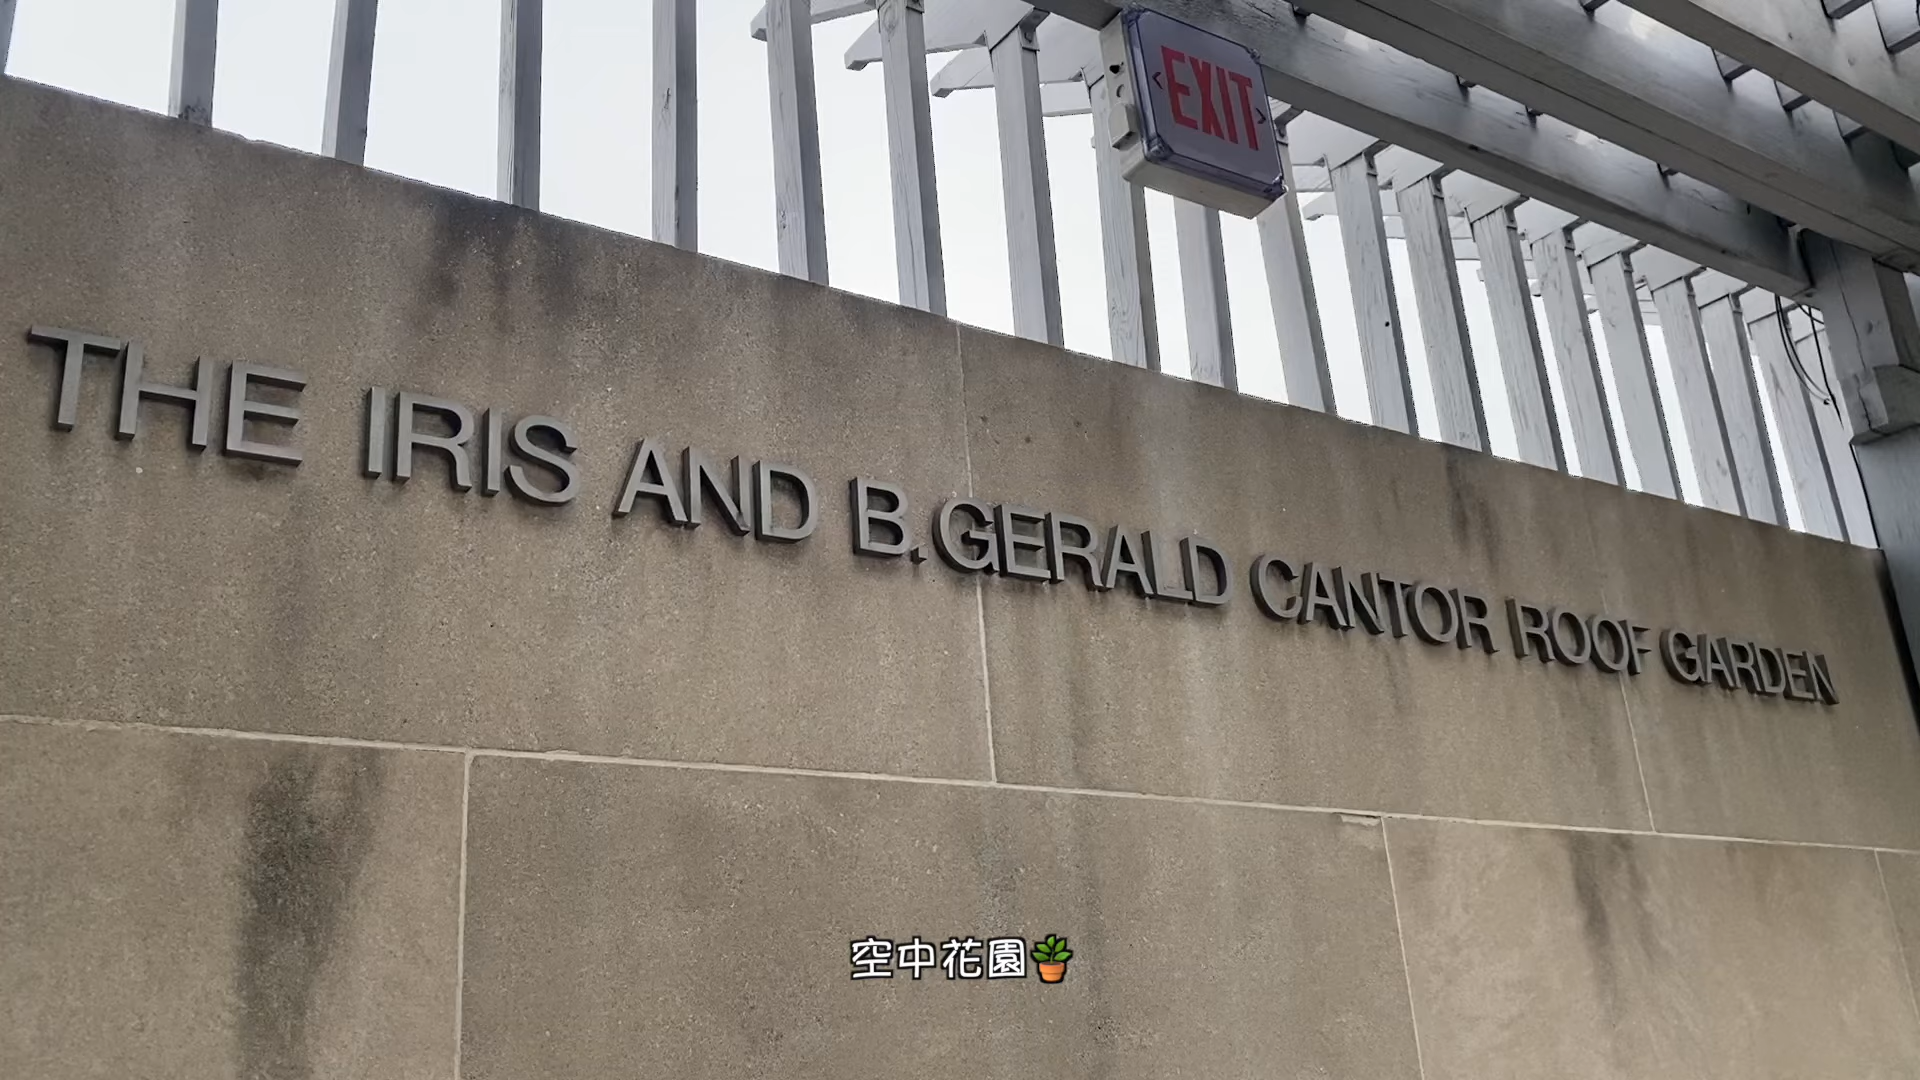 EXIT
THE IRIS AND B. GERALD CANTOR ROOF GARDEN
空中花園🪴